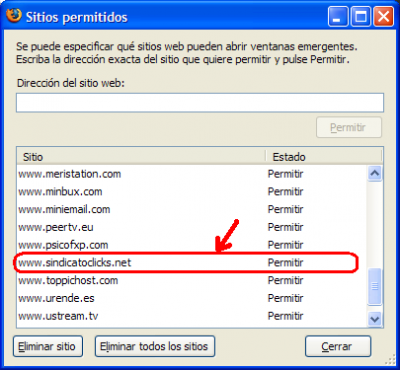 Sitios permitidos
Se puede especificar qué sitios web pueden abrir ventanas emergentes.
Escriba la dirección exacta del sitio que quiere permitir y pulse Permitir.
Dirección del sitio web:
Permitir
Sitio Estado
www.meristation.com Permitir
www.minbux.com Permitir
www.miniemail.com Permitir
www.peertv.eu Permitir
www.psicofxp.com Permitir
www.sindicatoclicks.net Permitir
www.toppichost.com Permitir
www.urende.es Permitir
www.ustream.tv Permitir
Eliminar sitio Eliminar todos los sitios Cerrar